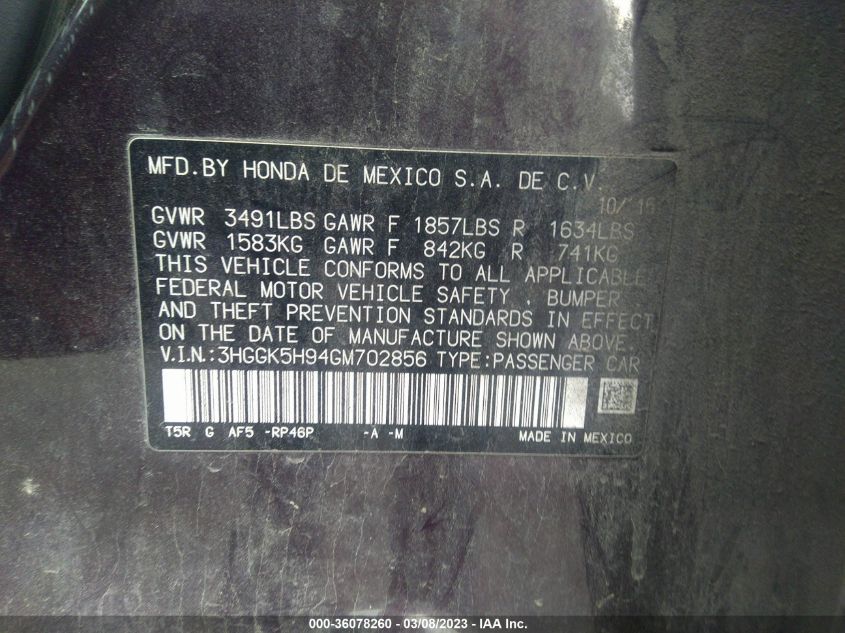 MFD.BY HONDA DE MEXICO S.A. DE C.V.
10/ 16
GVWR 3491LBS GAWR F 1857LBS R 1634LBS
GVWR 1583KG GAWR F 842KG R 741KG
THIS VEHICLE CONFORMS TO ALL APPLICABLE
FEDERAL MOTOR VEHICLE SAFETY , BUMPER
AND THEFT PREVENTION STANDARDS IN EFFECT
ON THE DATE OF MANUFACTURE SHOWN ABOVE.
V.I.N.:3HGGK5H94GM702856 TYPE:PASSENGER CAR
T5R G AF5 -RP46P -A -M MADE IN MEXICO
000-36078260 - 03/08/2023 - IAA Inc.